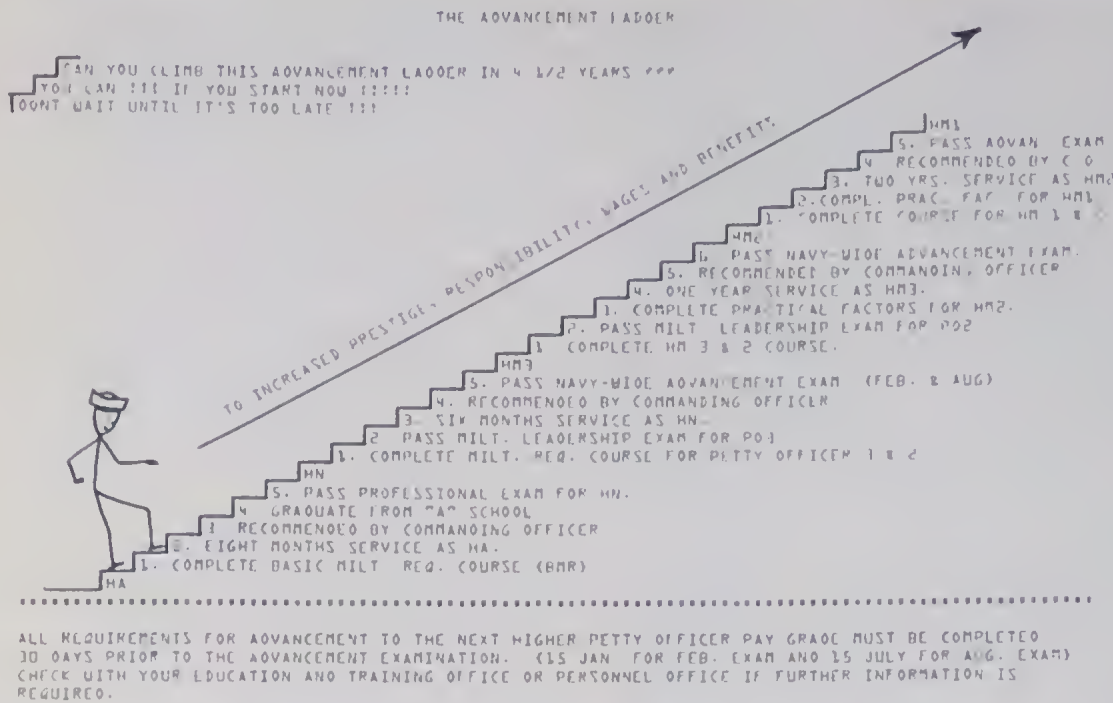 THE ADVANCEMENT LADDER
CAN YOU CLIMB THIS ADVANCEMENT LADDER IN 4 1/2 YEARS ???
YOU CAN !!! IF YOU START NOW !!!!!
DONT WAIT UNTIL IT'S TOO LATE !!!
TO INCREASED PRESTIGE, RESPONSIBILITY, WAGES AND BENEFITS
HM1
5. PASS ADVAN EXAM
4 RECOMMENDED BY C O
3. TWO YRS. SERVICE AS HM2
2. COMPL. PRAC. FAC. FOR HM1
1. COMPLETE COURSE FOR HM 1 &
HM2
6 PASS NAVY-WIDE ADVANCEMENT EXAM.
5. RECOMMENDED BY COMMANDING OFFICER
4. ONE YEAR SERVICE AS HM3.
3. COMPLETE PRACTICAL FACTORS FOR HM2.
2. PASS MILT LEADERSHIP EXAM FOR PO2
1 COMPLETE HM 3 & 2 COURSE.
HM3
5. PASS NAVY-WIDE ADVANCEMENT EXAM (FEB. & AUG)
4. RECOMMENDED BY COMMANDING OFFICER
3. SIX MONTHS SERVICE AS HN
2 PASS MILT. LEADERSHIP EXAM FOR PO3
1. COMPLETE MILT. REQ. COURSE FOR PETTY OFFICER 3 & 2
HN
5. PASS PROFESSIONAL EXAM FOR HN.
4 GRADUATE FROM "A" SCHOOL
3 RECOMMENDED BY COMMANDING OFFICER
2. EIGHT MONTHS SERVICE AS HA.
1. COMPLETE BASIC MILT REQ. COURSE (BMR)
HA
ALL REQUIREMENTS FOR ADVANCEMENT TO THE NEXT HIGHER PETTY OFFICER PAY GRADE MUST BE COMPLETED
30 DAYS PRIOR TO THE ADVANCEMENT EXAMINATION. (15 JAN FOR FEB. EXAM AND 15 JULY FOR AUG. EXAM)
CHECK WITH YOUR EDUCATION AND TRAINING OFFICE OR PERSONNEL OFFICE IF FURTHER INFORMATION IS
REQUIRED.